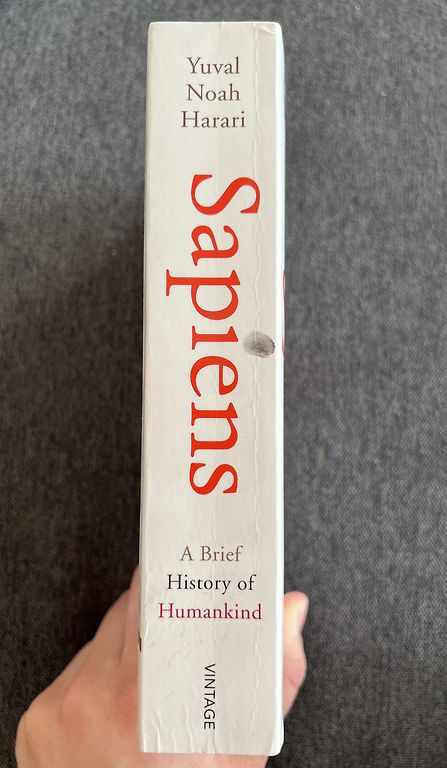 Yuval
Noah
Harari
Sapiens
A Brief
History of
Humankind
VINTAGE